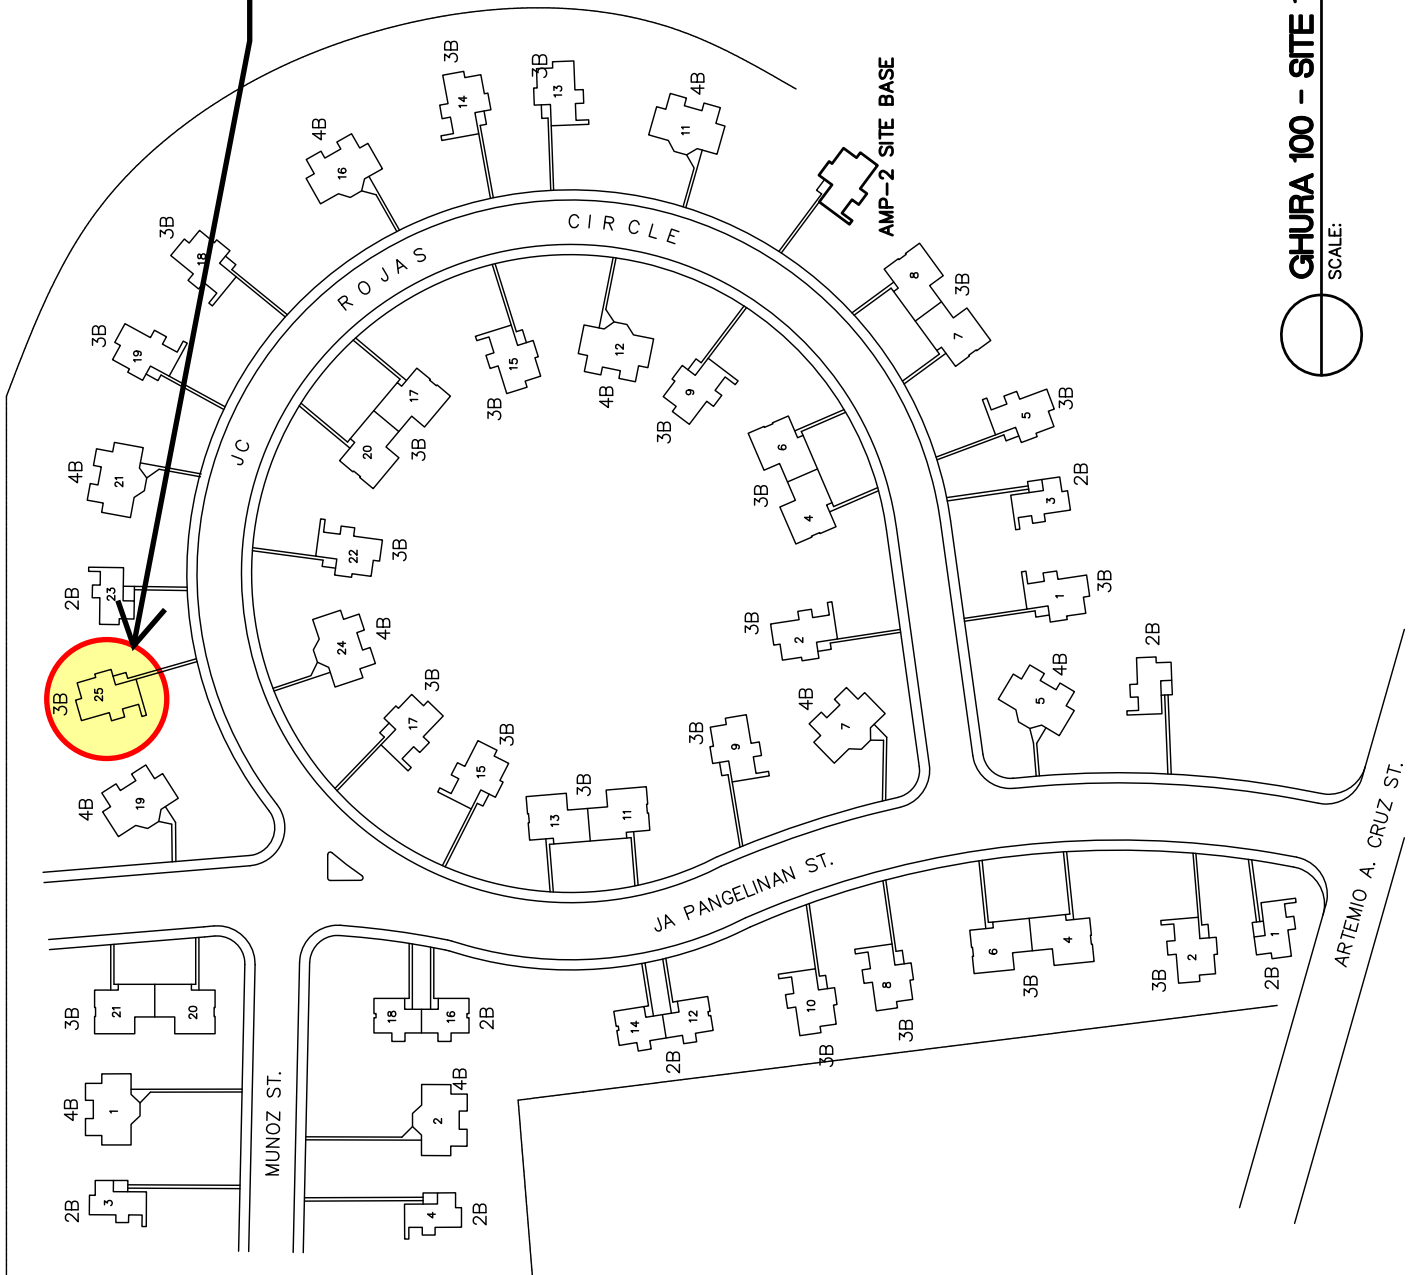 3B
14
3B
13
4B
11
4B
16
AMP-2 SITE BASE
3B
18
3B
19
4B
21
2B
23
3B
25
4B
19
JC ROJAS CIRCLE
3B
15
4B
12
3B
9
17
20
3B
8
7
3B
5
3B
3
2B
6
4
3B
22
3B
24
4B
17
3B
15
3B
2
3B
1
3B
7
4B
9
3B
13
11
3B
5
4B
2B
JA PANGELINAN ST.
ARTEMIO A. CRUZ ST.
MUNOZ ST.
21
20
3B
18
16
2B
14
12
2B
10
3B
8
3B
6
4
3B
2
3B
1
2B
1
4B
2
4B
3
2B
4
2B
GHURA 100 - SITE
SCALE: